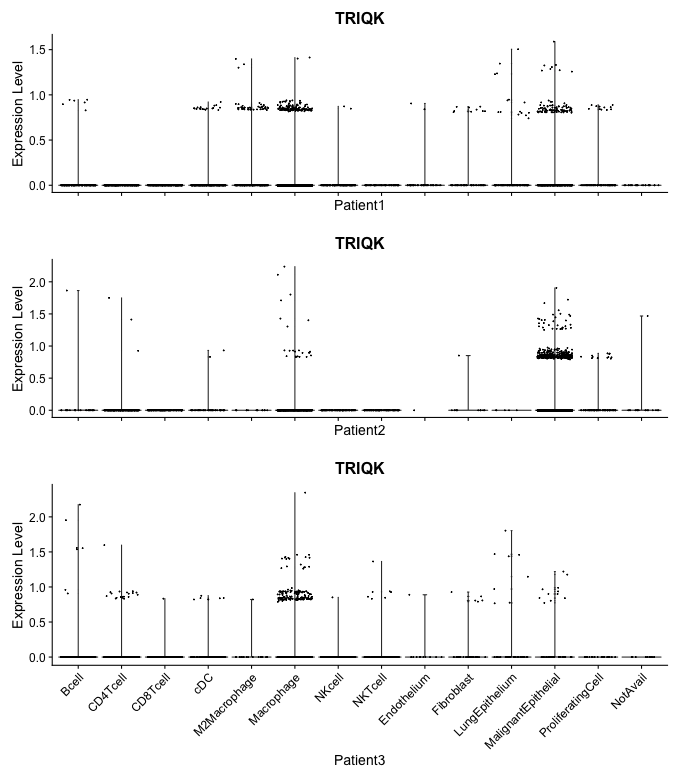 TRIQK
Expression Level
1.5
1.0
0.5
0.0
Patient1
TRIQK
Expression Level
2.0
1.5
1.0
0.5
0.0
Patient2
TRIQK
Expression Level
2.0
1.5
1.0
0.5
0.0
Bcell
CD4Tcell
CD8Tcell
cDC
M2Macrophage
Macrophage
NKcell
NKTcell
Endothelium
Fibroblast
LungEpithelium
MalignantEpithelial
ProliferatingCell
NotAvail
Patient3